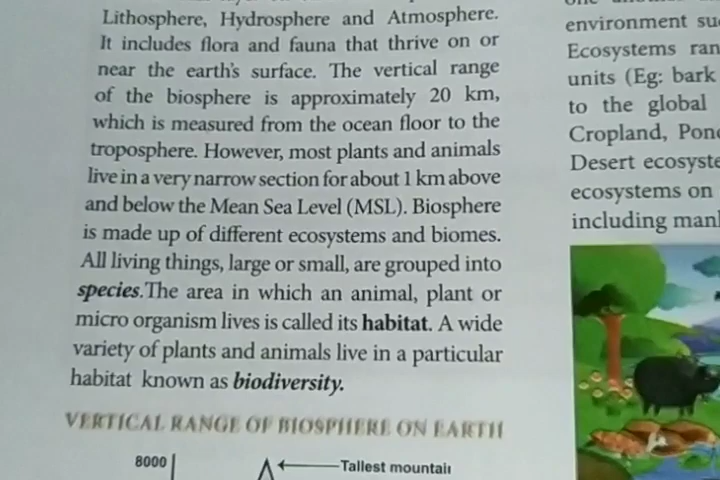 Lithosphere, Hydrosphere and Atmosphere.
It includes flora and fauna that thrive on or
near the earth's surface. The vertical range
of the biosphere is approximately 20 km,
which is measured from the ocean floor to the
troposphere. However, most plants and animals
live in a very narrow section for about 1 km above
and below the Mean Sea Level (MSL). Biosphere
is made up of different ecosystems and biomes.
All living things, large or small, are grouped into
species.The area in which an animal, plant or
micro organism lives is called its habitat. A wide
variety of plants and animals live in a particular
habitat known as biodiversity.
VERTICAL RANGE OF BIOSPHERE ON EARTH
8000
Tallest mountain
environment
Ecosystems
units (Eg: bark
to the global
Cropland,
Desert
ecosystems on
including